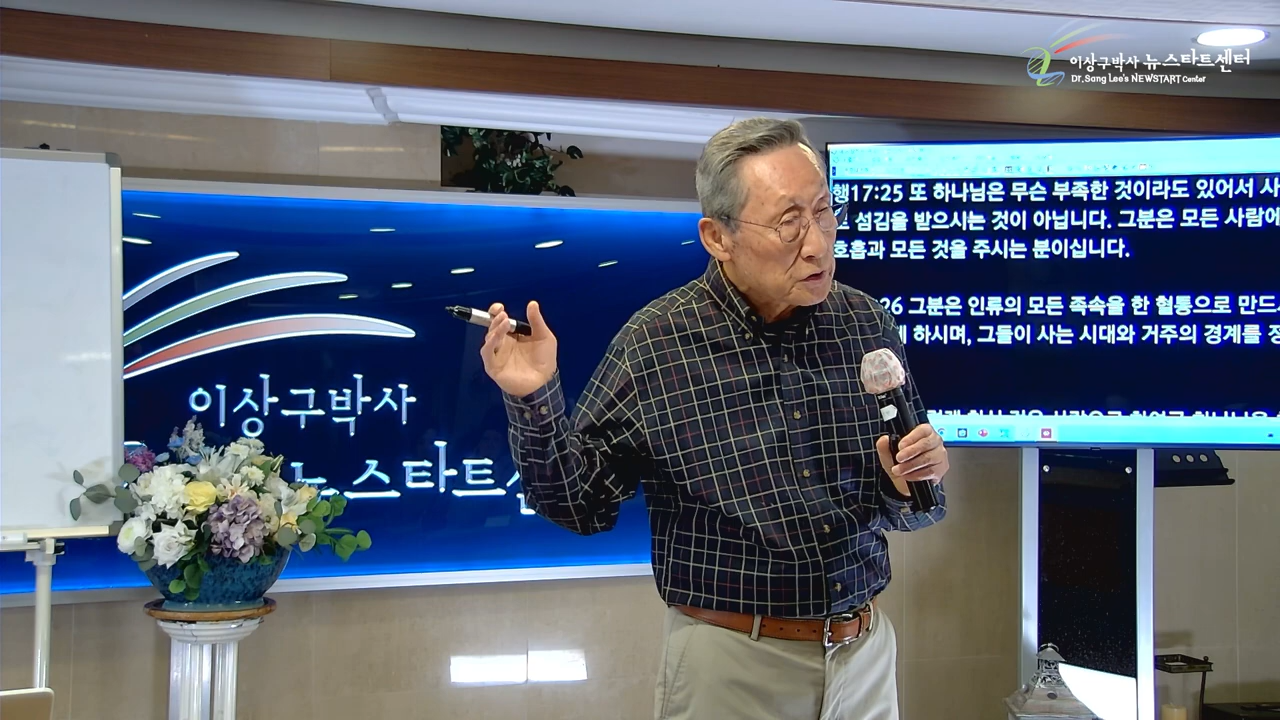 이상구박사 뉴스타트센터
Dr. Sang Lee's NEWSTART Center
행17:25 또 하나님은 무슨 부족한 것이라도 있어서 사
섬김을 받으시는 것이 아닙니다. 그분은 모든 사람에
호흡과 모든 것을 주시는 분이십니다.
26 그분은 인류의 모든 족속을 한 혈통으로 만드
하시며, 그들이 사는 시대와 거주의 경계를 정
이상구박사
뉴스타트센